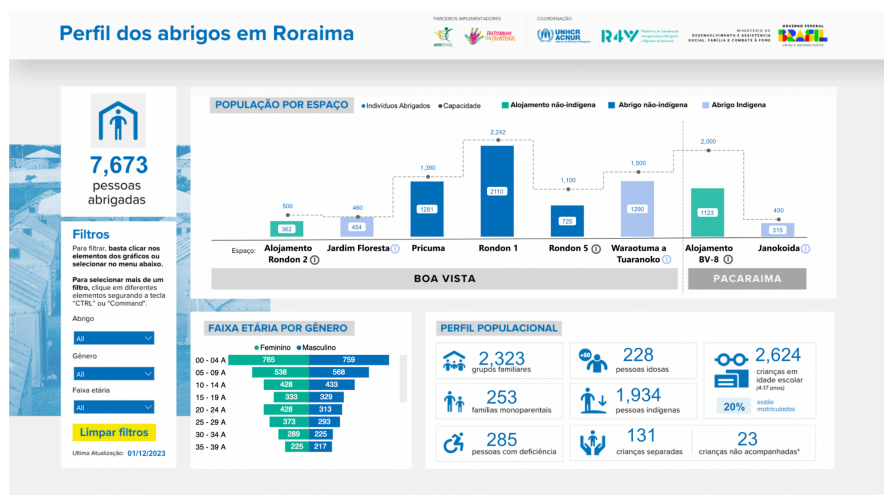 Perfil dos abrigos em Roraima
PARCEIROS IMPLEMENTADORES
COORDENAÇÃO
AVSI BRASIL
FRATERNIDADE
SEM FRONTEIRAS
UNHCR
ACNUR
R4V
MINISTÉRIO DO
DESENVOLVIMENTO E ASSISTÊNCIA
SOCIAL, FAMÍLIA E COMBATE À FOME
GOVERNO FEDERAL
BRASIL
UNIÃO E RECONSTRUÇÃO
7,673
pessoas
abrigadas
Filtros
Para filtrar, basta clicar nos
elementos dos gráficos ou
selecionar no menu abaixo.
Para selecionar mais de um
filtro, clique em diferentes
elementos segurando a tecla
"CTRL" ou "Command".
Abrigo
All
Gênero
All
Faixa etária
All
Limpar filtros
Ultima Atualização: 01/12/2023
POPULAÇÃO POR ESPAÇO
Indivíduos Abrigados Capacidade
Alojamento não-indígena Abrigo não-indígena Abrigo Indígena
500 460 1,390 2,242 1,100 1,500 2,000 400
362 454 1281 2110 725 1290 1123 315
Espaço: Alojamento Rondon 2
Jardim Floresta
Pricuma
Rondon 1
Rondon 5
Waraotuma a Tuaranoko
Alojamento BV-8
Janokoida
BOA VISTA PACARAIMA
FAIXA ETÁRIA POR GÊNERO
Feminino Masculino
00 - 04 A 765 759
05 - 09 A 538 568
10 - 14 A 428 433
15 - 19 A 333 329
20 - 24 A 428 313
25 - 29 A 373 293
30 - 34 A 289 225
35 - 39 A 225 217
PERFIL POPULACIONAL
2,323
grupos familiares
+60
228
pessoas idosas
2,624
crianças em
idade escolar
(4-17 anos)
20%
estão
matriculadas
253
famílias monoparentais
1,934
pessoas indígenas
285
pessoas com deficiência
131
crianças separadas
23
crianças não acompanhadas*